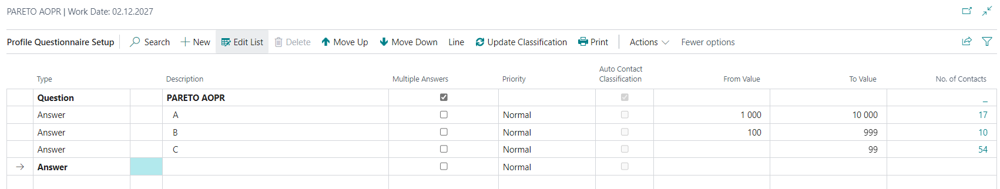 PARETO AOPR | Work Date: 02.12.2027
Profile Questionnaire Setup Search New Edit List Delete Move Up Move Down Line Update Classification Print Actions Fewer options
Type Description Multiple Answers Priority Auto Contact Classification From Value To Value No. of Contacts
Question PARETO AOPR _
Answer A Normal 1 000 10 000 17
Answer B Normal 100 999 10
Answer C Normal 99 54
Answer Normal